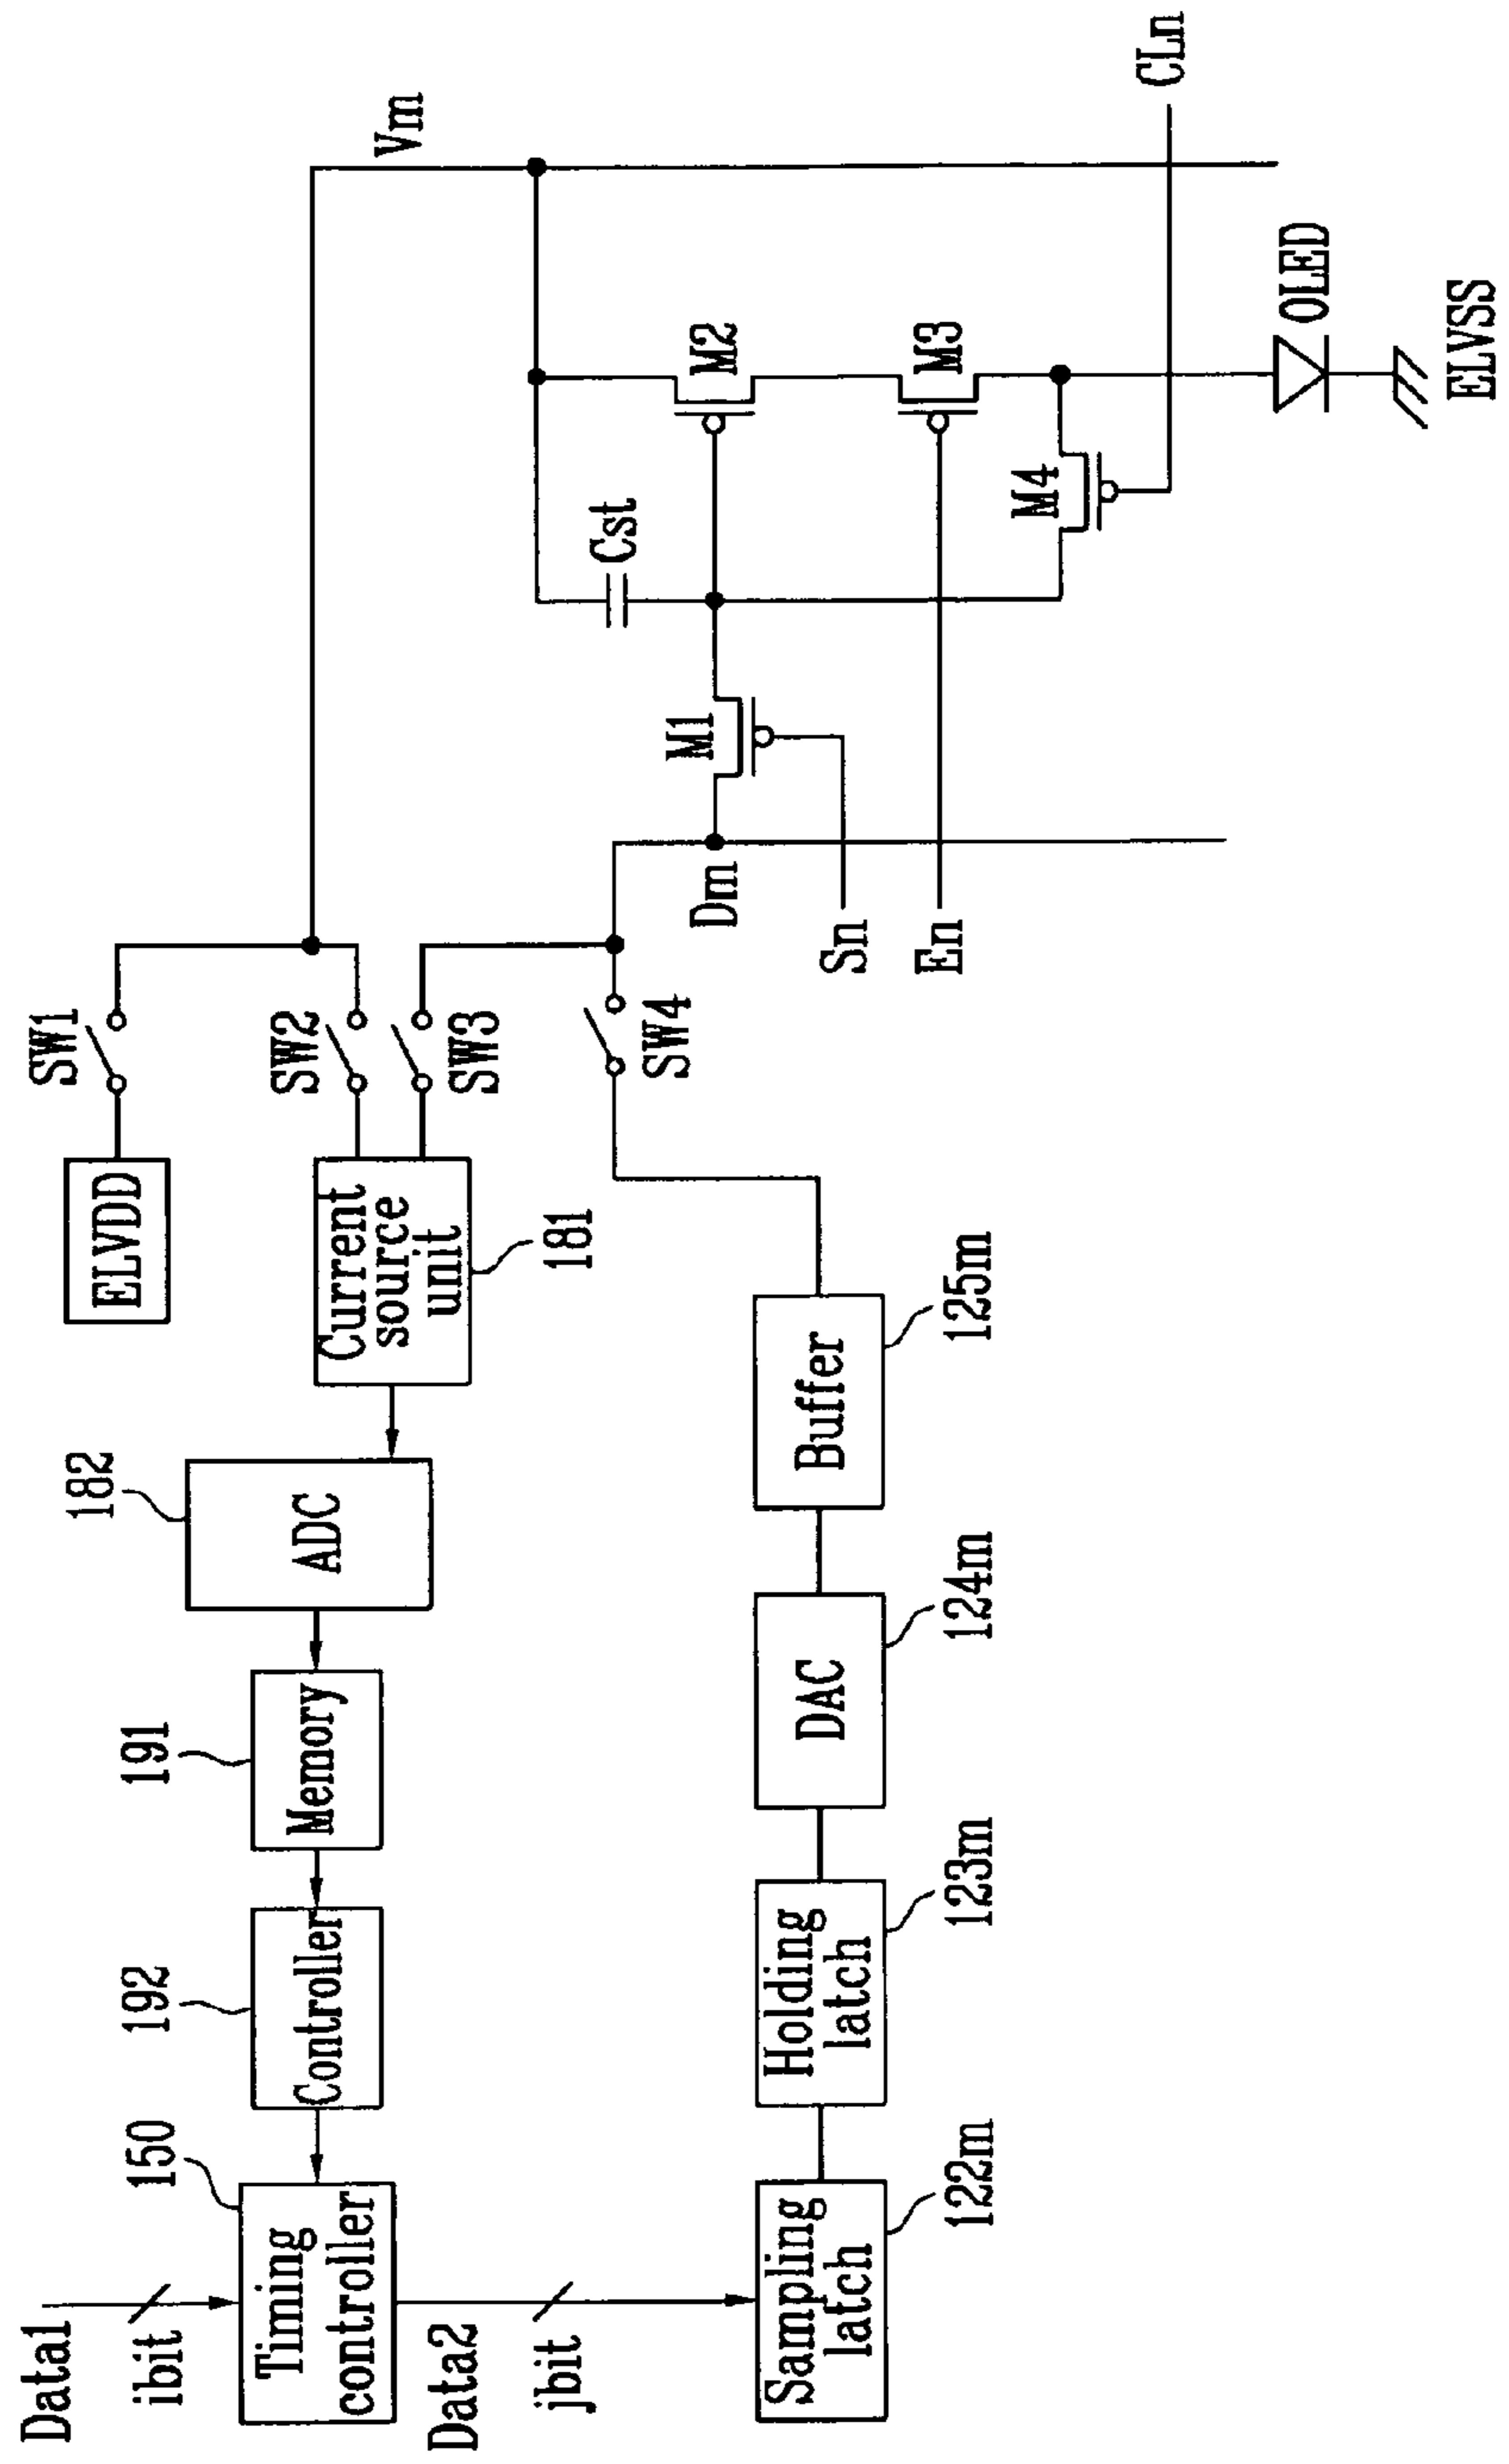 Data1
ibit
Timing
controller
150
Controller
192
Memory
191
ADC
182
Current
source
unit
181
ELVDD
SW1
SW2
SW3
SW4
Vm
Data2
jbit
Sampling
latch
122m
Holding
latch
123m
DAC
124m
Buffer
125m
Dm
Sn
En
M1
Cst
M2
M3
M4
CLn
OLED
ELVSS